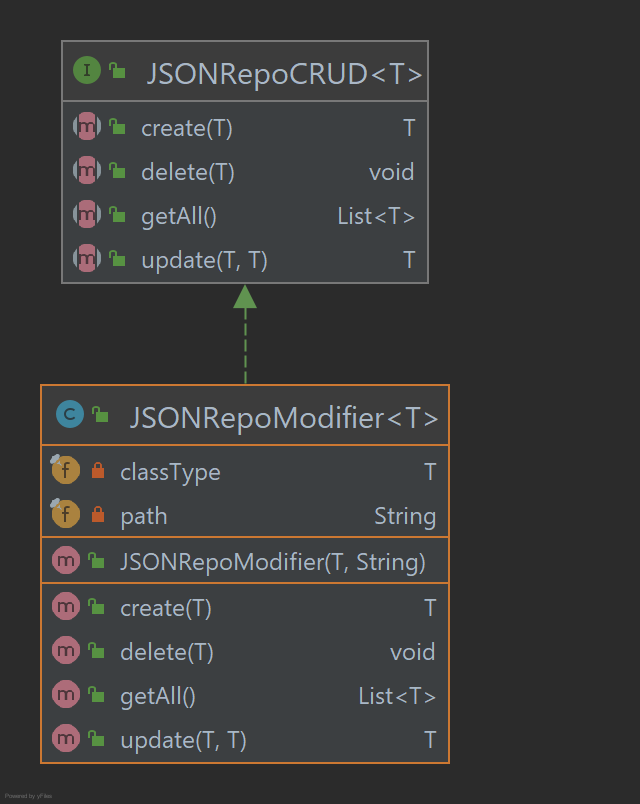 I JSONRepoCRUD<T>
m create(T) T
m delete(T) void
m getAll() List<T>
m update(T, T) T
C JSONRepoModifier<T>
f classType T
f path String
m JSONRepoModifier(T, String)
m create(T) T
m delete(T) void
m getAll() List<T>
m update(T, T) T
Powered by yFiles